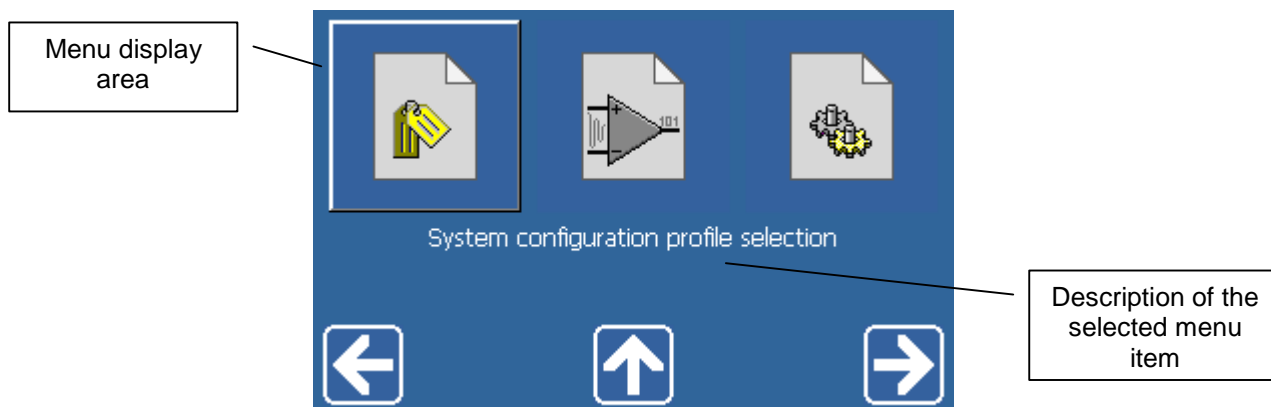 Menu display
area
+
101
−
System configuration profile selection
Description of the
selected menu
item